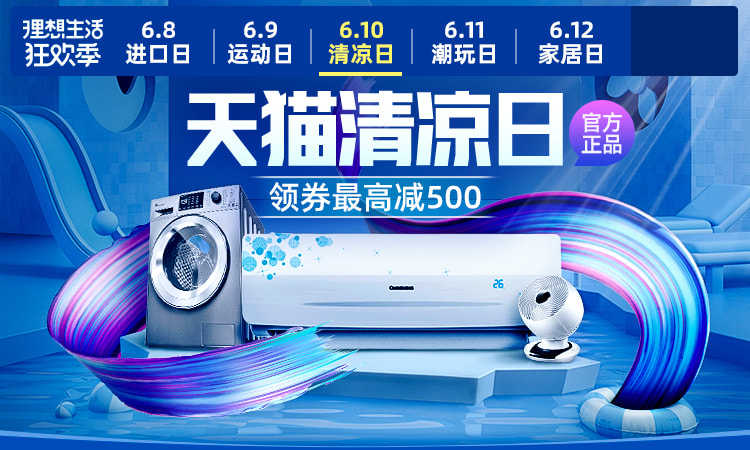 理想生活
狂欢季
6.8
进口日
6.9
运动日
6.10
清凉日
6.11
潮玩日
6.12
家居日
天猫清凉日
官方
正品
领券最高减500
26